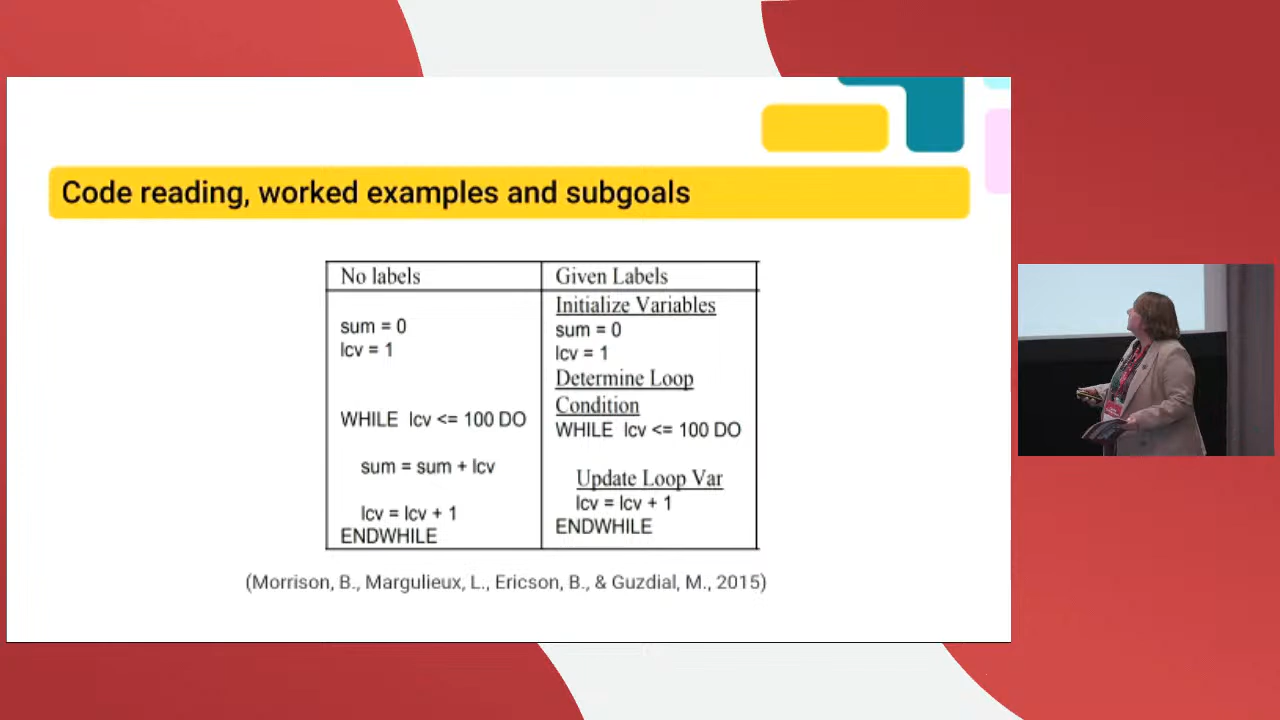 Code reading, worked examples and subgoals
No labels
sum = 0
lcv = 1
WHILE lcv <= 100 DO
sum = sum + lcv
lcv = lcv + 1
ENDWHILE
Given Labels
Initialize Variables
sum = 0
lcv = 1
Determine Loop
Condition
WHILE lcv <= 100 DO
Update Loop Var
lcv = lcv + 1
ENDWHILE
(Morrison, B., Margulieux, L., Ericson, B., & Guzdial, M., 2015)